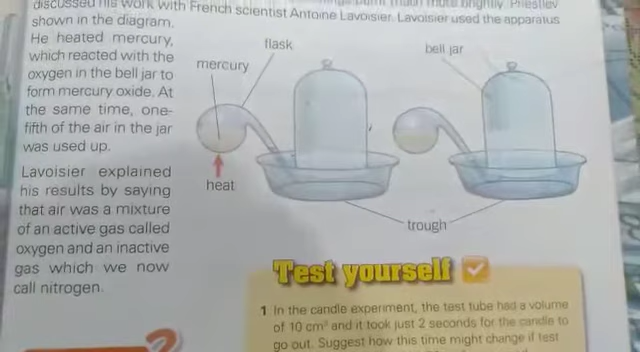 discussed his work with French scientist Antoine Lavoisier. Lavoisier used the apparatus
shown in the diagram.
He heated mercury,
which reacted with the
oxygen in the bell jar to
form mercury oxide. At
the same time, one-
fifth of the air in the jar
was used up.
Lavoisier explained
his results by saying
that air was a mixture
of an active gas called
oxygen and an inactive
gas which we now
call nitrogen.
flask
mercury
heat
bell jar
trough
Test yourself
1 In the candle experiment, the test tube had a volume
of 10 cm³ and it took just 2 seconds for the candle to
go out. Suggest how this time might change if test